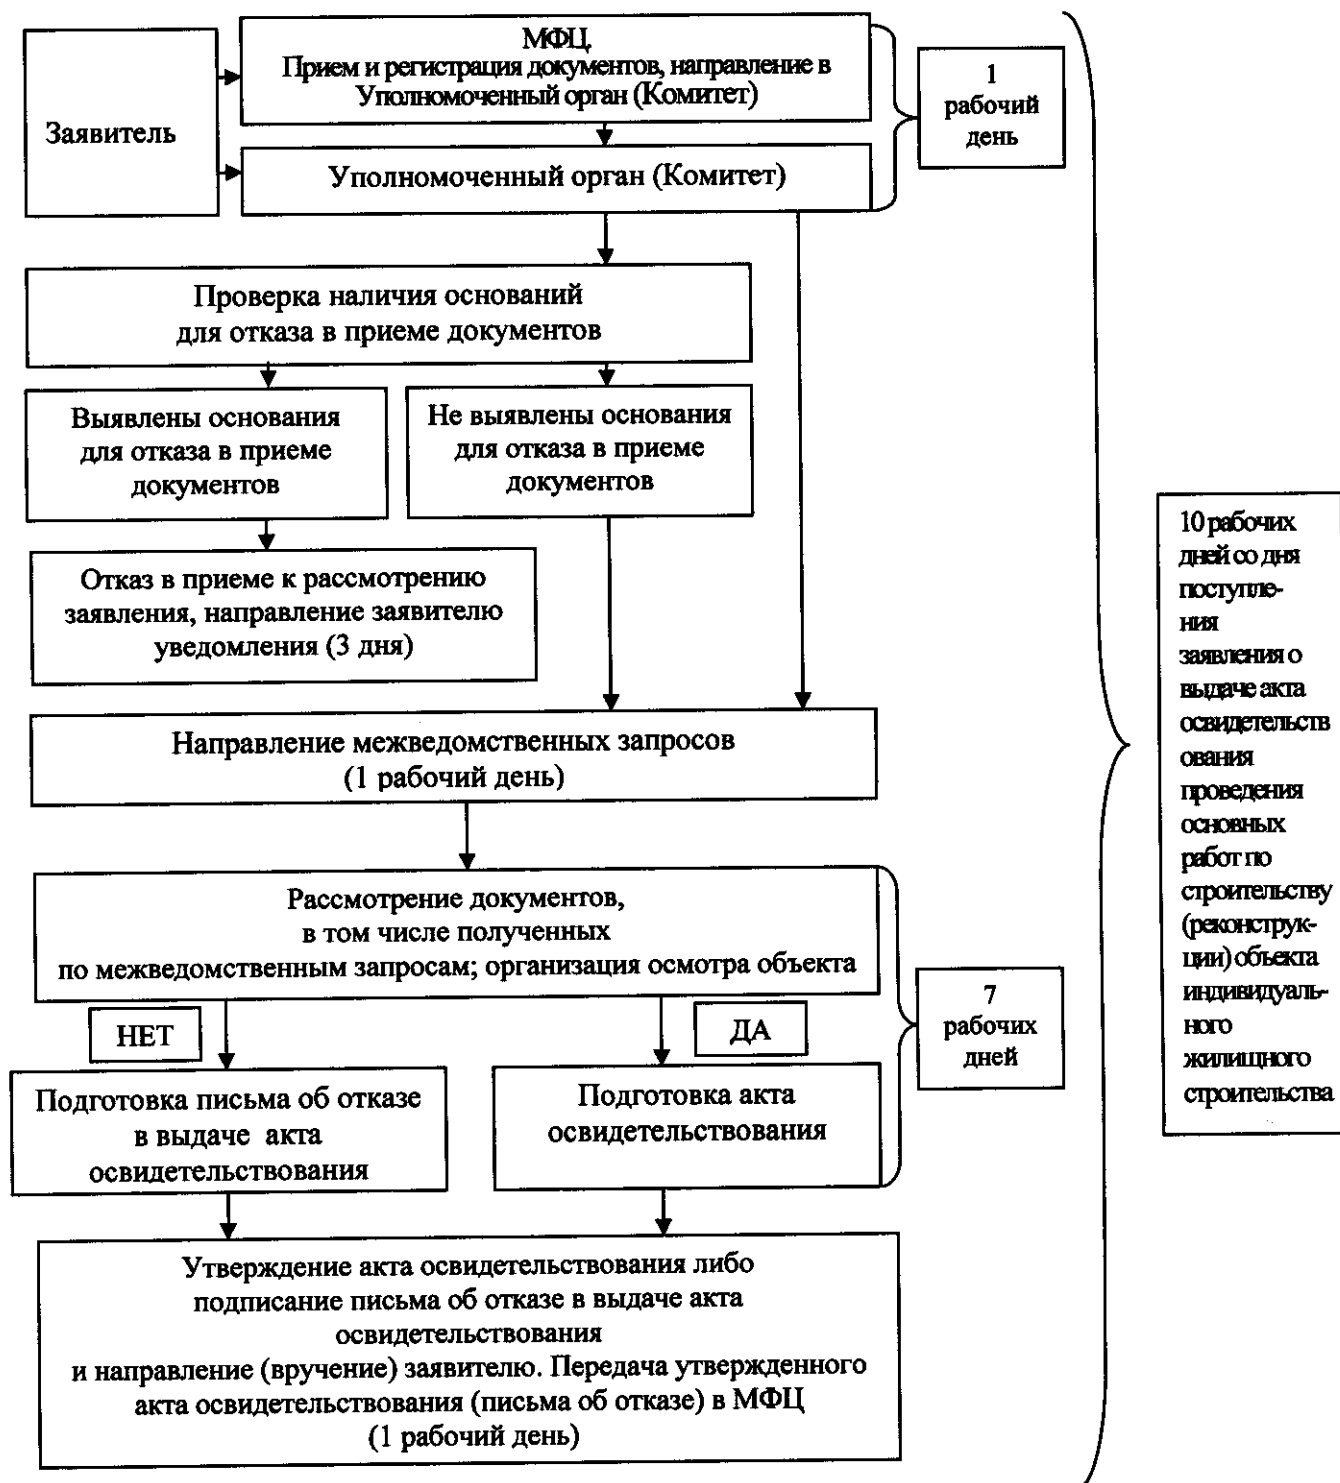 МФЦ.
Прием и регистрация документов, направление в
Уполномоченный орган (Комитет)
1
рабочий
день
Заявитель
Уполномоченный орган (Комитет)
Проверка наличия оснований
для отказа в приеме документов
Выявлены основания
для отказа в приеме
документов
Не выявлены основания
для отказа в приеме
документов
Отказ в приеме к рассмотрению
заявления, направление заявителю
уведомления (3 дня)
Направление межведомственных запросов
(1 рабочий день)
Рассмотрение документов,
в том числе полученных
по межведомственным запросам; организация осмотра объекта
НЕТ
ДА
7
рабочих
дней
Подготовка письма об отказе
в выдаче акта
освидетельствования
Подготовка акта
освидетельствования
Утверждение акта освидетельствования либо
подписание письма об отказе в выдаче акта
освидетельствования
и направление (вручение) заявителю. Передача утвержденного
акта освидетельствования (письма об отказе) в МФЦ
(1 рабочий день)
10 рабочих
дней со дня
поступле-
ния
заявления о
выдаче акта
освидетельств
ования
проведения
основных
работ по
строительству
(реконструк-
ции) объекта
индивидуаль-
ного
жилищного
строительства